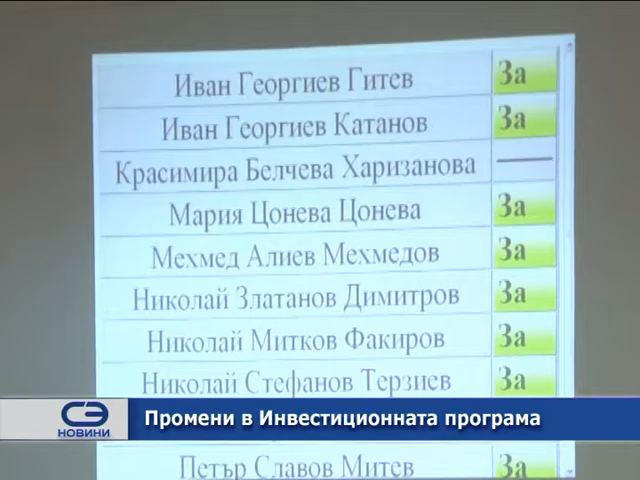 Иван Георгиев Гитев За
Иван Георгиев Катанов За
Красимира Белчева Харизанова —
Мария Цонева Цонева За
Мехмед Алиев Мехмедов За
Николай Златанов Димитров За
Николай Митков Факиров За
Николай Стефанов Терзиев За
СЭ НОВИНИ
Промени в Инвестиционната програма
Петър Славов Митев За